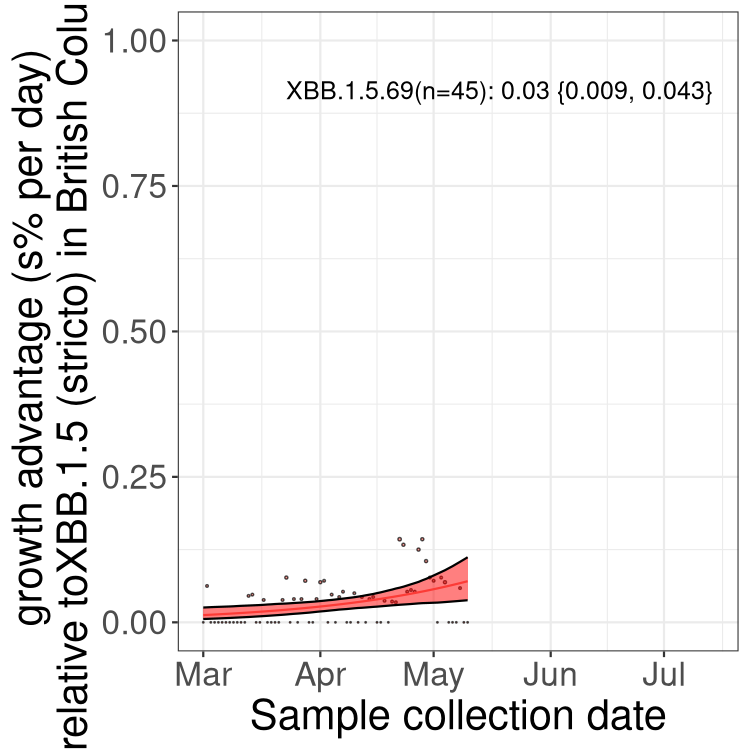 growth advantage (s% per day)
relative toXBB.1.5 (stricto) in British Colu
1.00
0.75
0.50
0.25
0.00
XBB.1.5.69(n=45): 0.03 {0.009, 0.043}
Mar Apr May Jun Jul
Sample collection date